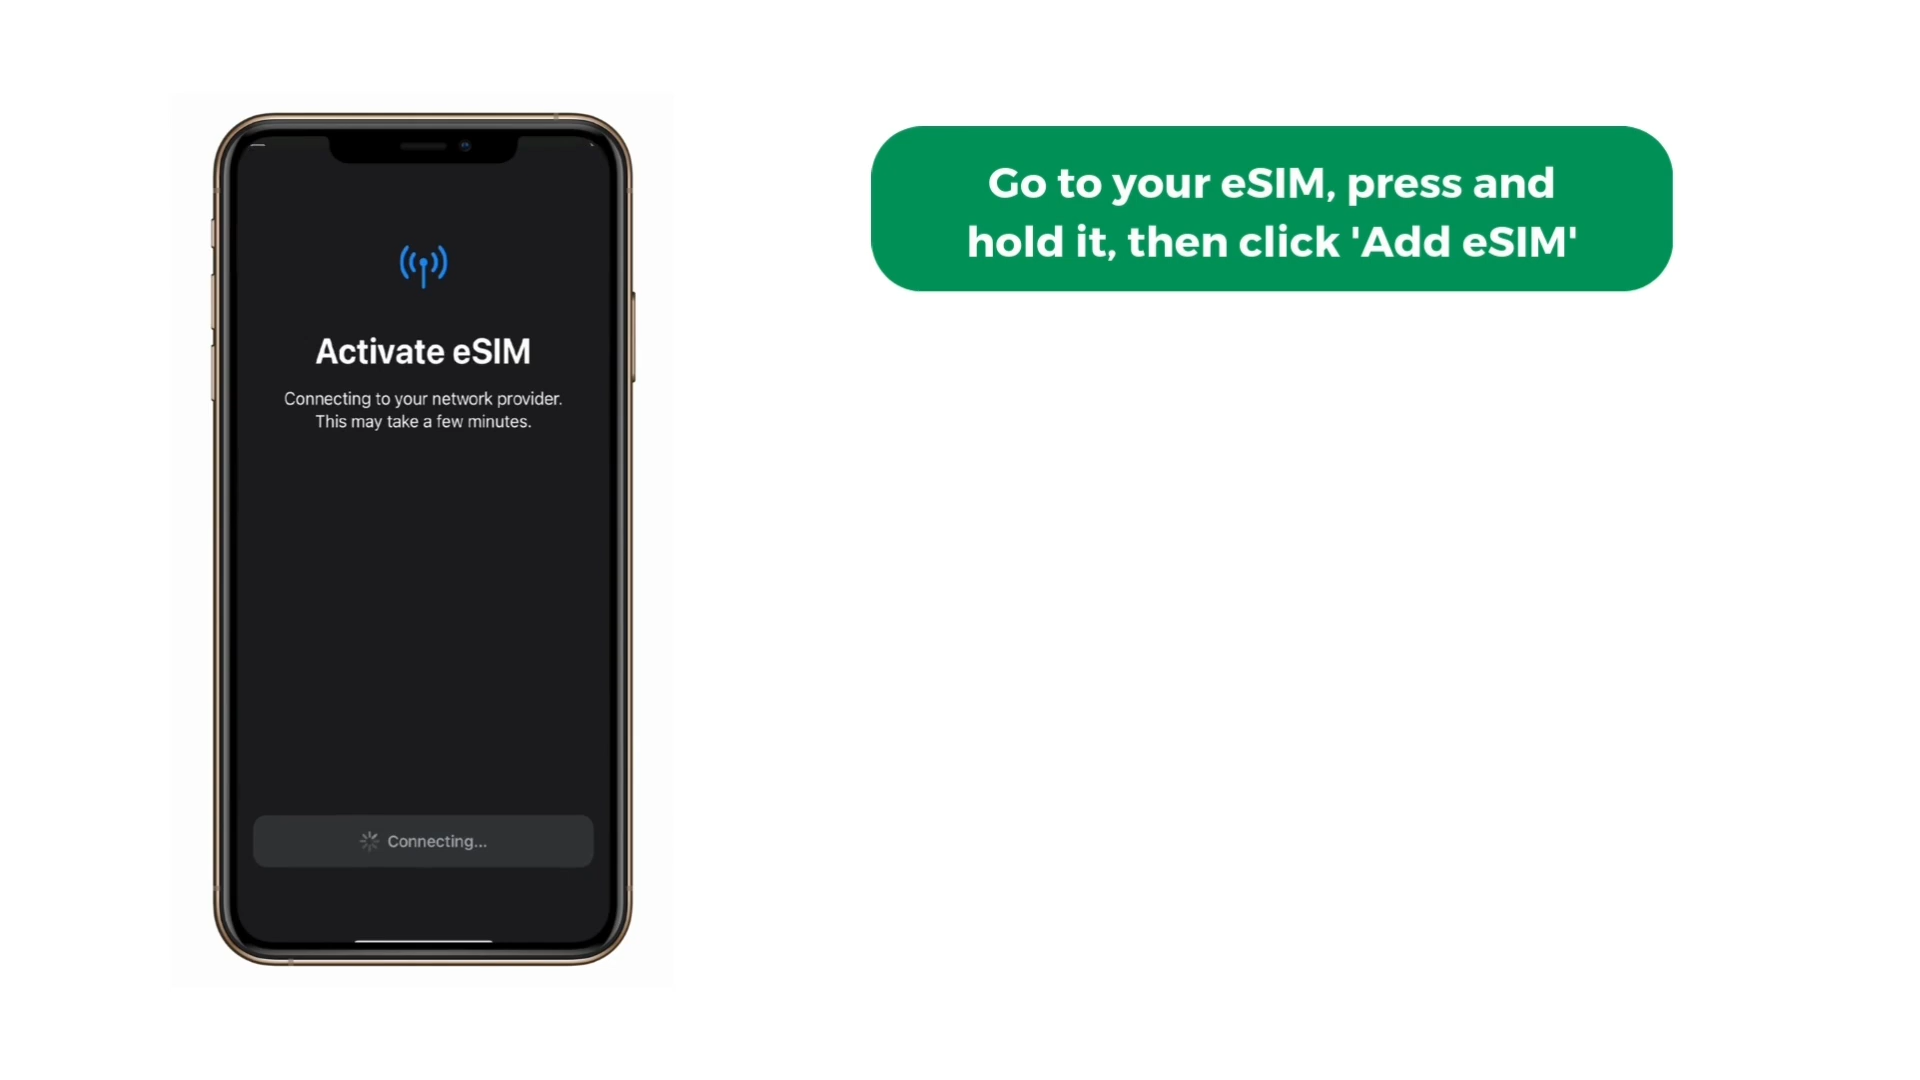 Activate eSIM
Connecting to your network provider.
This may take a few minutes.
Connecting...
Go to your eSIM, press and
hold it, then click 'Add eSIM'